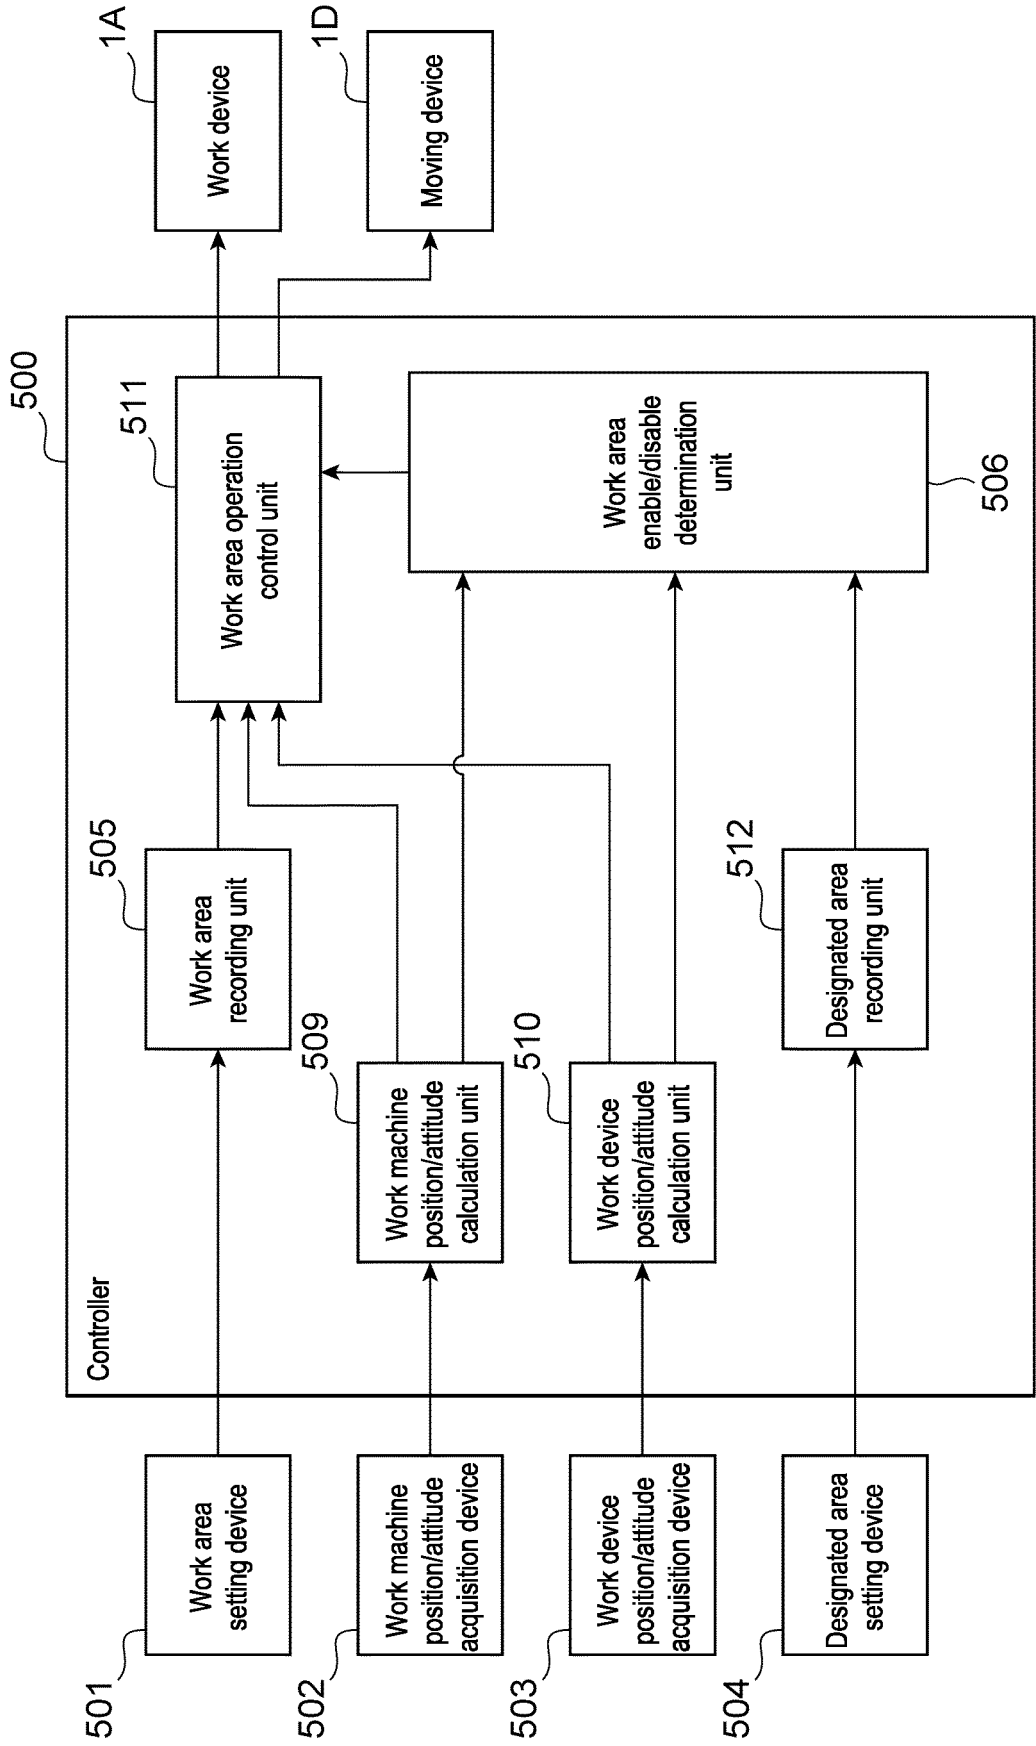 500
Controller
501
Work area
setting device
502
Work machine
position/attitude
acquisition device
503
Work device
position/attitude
acquisition device
504
Designated area
setting device
505
Work area
recording unit
509
Work machine
position/attitude
calculation unit
510
Work device
position/attitude
calculation unit
512
Designated area
recording unit
511
Work area operation
control unit
Work area
enable/disable
determination
unit
506
1A
Work device
1D
Moving device